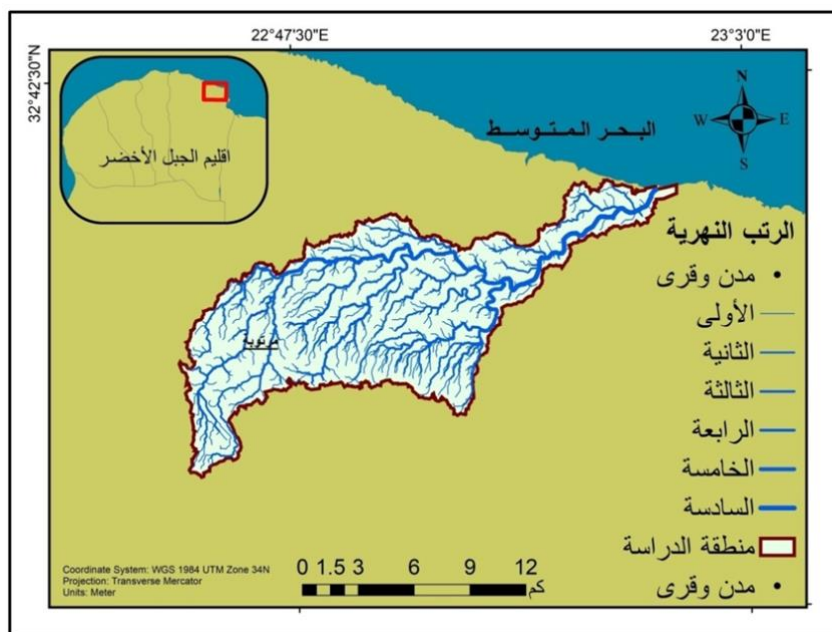 22°47'30"E
23°3'0"E
32°42'30"N
اقليم الجبل الأخضر
البحر المتوسط
N
W
E
S
مرتوبة
الرتب النهرية
مدن وقرى
الأولى
الثانية
الثالثة
الرابعة
الخامسة
السادسة
منطقة الدراسة
مدن وقرى
Coordinate System: WGS 1984 UTM Zone 34N
Projection: Transverse Mercator
Units: Meter
0 1.5 3 6 9 12
كم